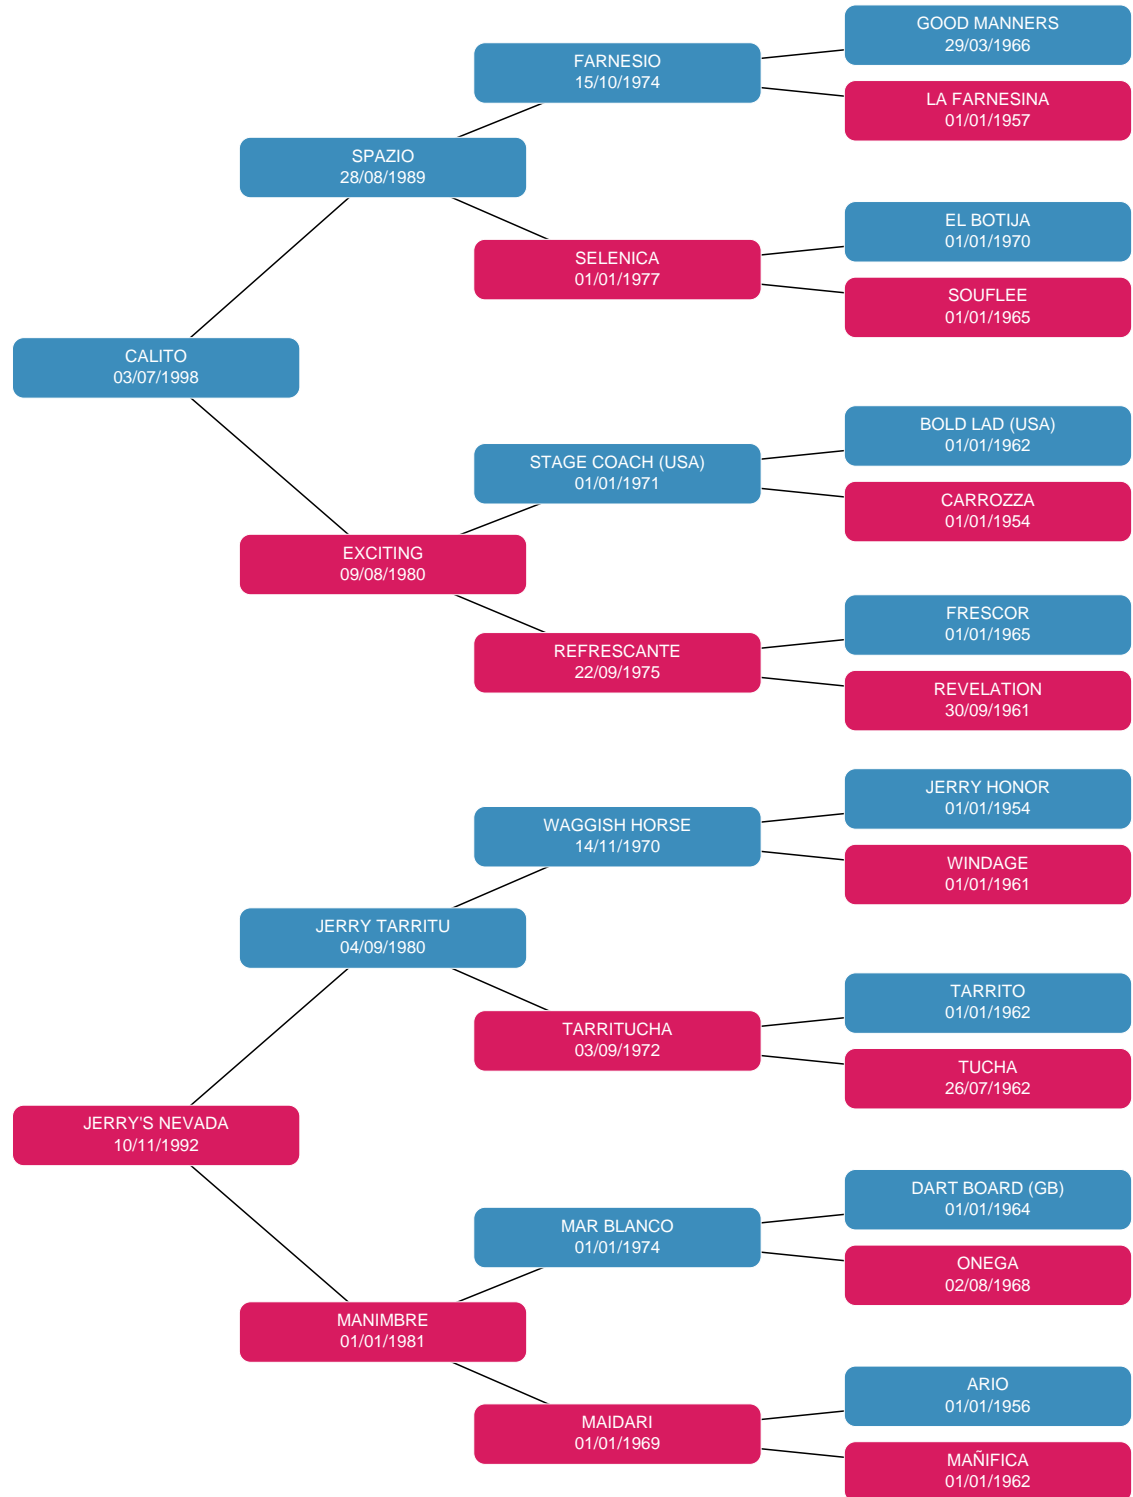 GOOD MANNERS
29/03/1966
FARNESIO
15/10/1974
LA FARNESINA
01/01/1957
SPAZIO
28/08/1989
EL BOTIJA
01/01/1970
SELENICA
01/01/1977
SOUFLEE
01/01/1965
CALITO
03/07/1998
BOLD LAD (USA)
01/01/1962
STAGE COACH (USA)
01/01/1971
CARROZZA
01/01/1954
EXCITING
09/08/1980
FRESCOR
01/01/1965
REFRESCANTE
22/09/1975
REVELATION
30/09/1961
JERRY HONOR
01/01/1954
WAGGISH HORSE
14/11/1970
WINDAGE
01/01/1961
JERRY TARRITU
04/09/1980
TARRITO
01/01/1962
TARRITUCHA
03/09/1972
TUCHA
26/07/1962
JERRY'S NEVADA
10/11/1992
DART BOARD (GB)
01/01/1964
MAR BLANCO
01/01/1974
ONEGA
02/08/1968
MANIMBRE
01/01/1981
ARIO
01/01/1956
MAIDARI
01/01/1969
MAÑIFICA
01/01/1962